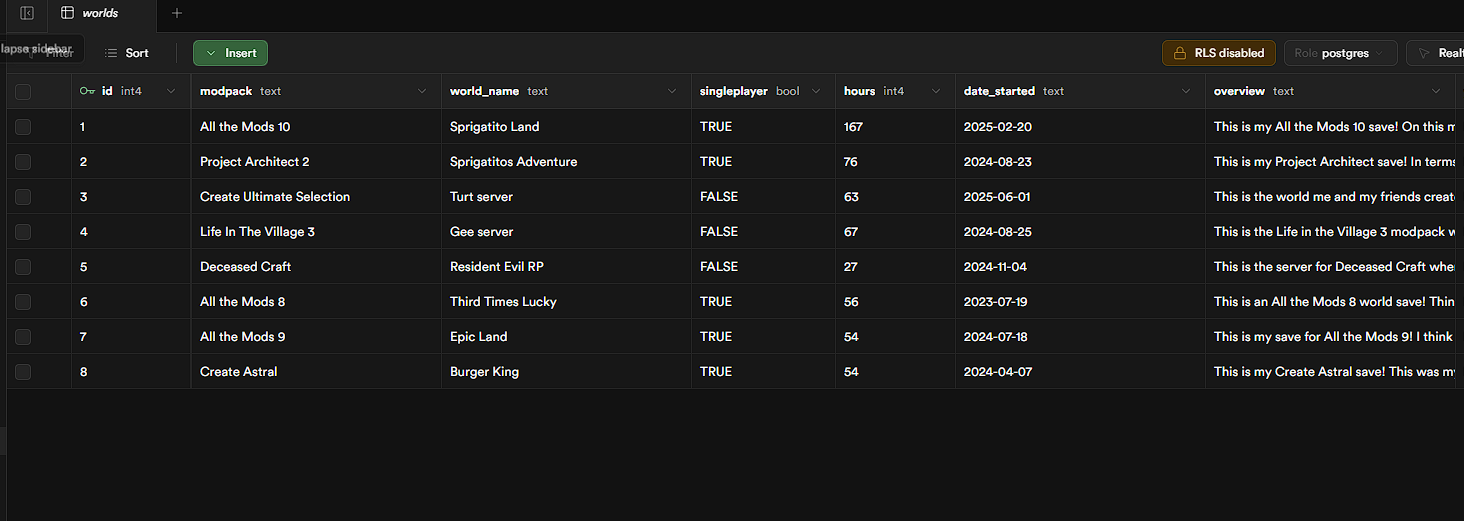 worlds
lapse sidebar
Filter
Sort
Insert
RLS disabled
Role postgres
Realt
id int4 modpack text world_name text singleplayer bool hours int4 date_started text overview text
1 All the Mods 10 Sprigatito Land TRUE 167 2025-02-20 This is my All the Mods 10 save! On this m
2 Project Architect 2 Sprigatitos Adventure TRUE 76 2024-08-23 This is my Project Architect save! In terms
3 Create Ultimate Selection Turt server FALSE 63 2025-06-01 This is the world me and my friends creat
4 Life In The Village 3 Gee server FALSE 67 2024-08-25 This is the Life in the Village 3 modpack w
5 Deceased Craft Resident Evil RP FALSE 27 2024-11-04 This is the server for Deceased Craft whe
6 All the Mods 8 Third Times Lucky TRUE 56 2023-07-19 This is an All the Mods 8 world save! Thin
7 All the Mods 9 Epic Land TRUE 54 2024-07-18 This is my save for All the Mods 9! I think
8 Create Astral Burger King TRUE 54 2024-04-07 This is my Create Astral save! This was my